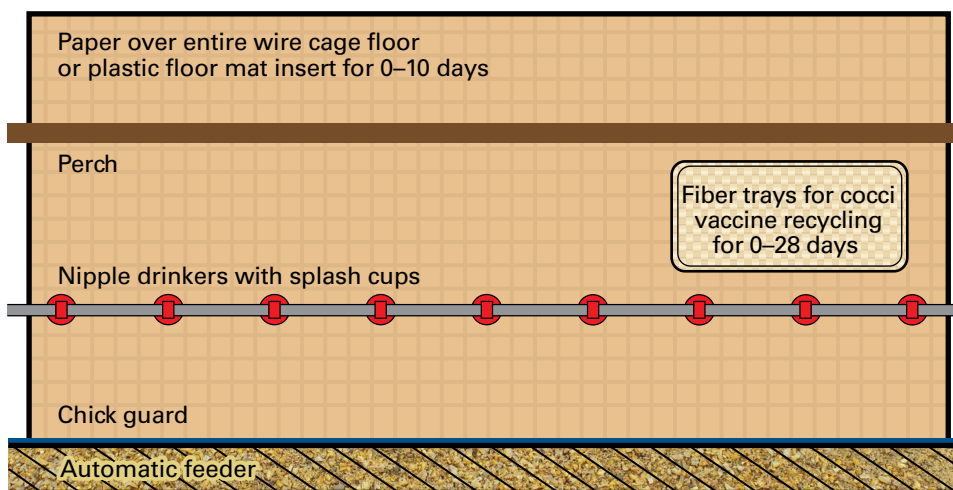 Paper over entire wire cage floor
or plastic floor mat insert for 0–10 days
Perch
Fiber trays for cocci
vaccine recycling
for 0–28 days
Nipple drinkers with splash cups
Chick guard
Automatic feeder